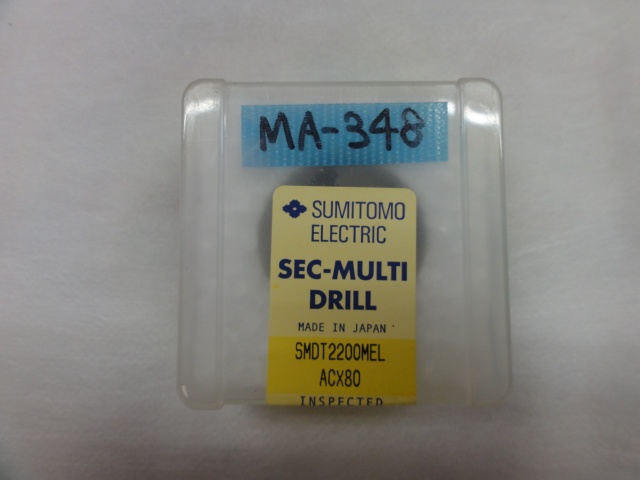 MA-348
SUMITOMO
ELECTRIC
SEC-MULTI
DRILL
MADE IN JAPAN
SMDT2200MEL
ACX80
INSPECTED